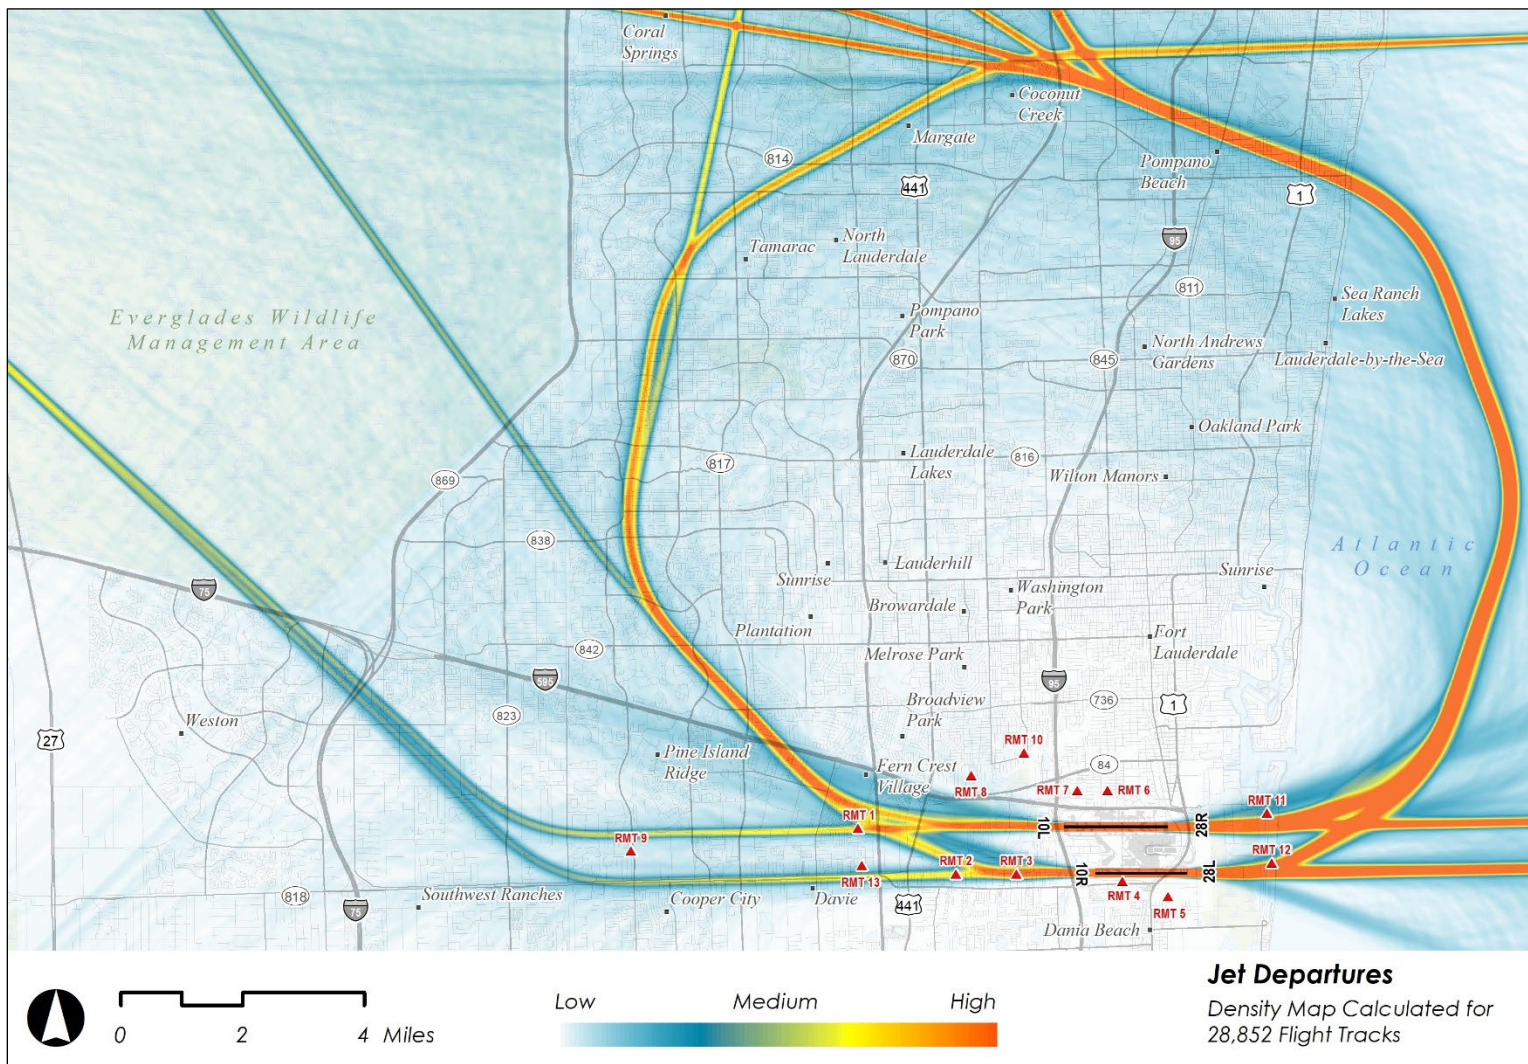 Coral
Springs
Coconut
Creek
Margate
814
441
Pompano
Beach
1
95
Tamarac
North
Lauderdale
811
Sea Ranch
Lakes
Everglades Wildlife
Management Area
Pompano
Park
870
845
North Andrews
Gardens
Lauderdale-by-the-Sea
Oakland Park
869
817
Lauderdale
Lakes
816
Wilton Manors
838
Atlantic
Ocean
75
Sunrise
Lauderhill
Washington
Park
Sunrise
Browardale
Plantation
Fort
Lauderdale
842
Melrose Park
595
95
736
1
823
Broadview
Park
Weston
27
Pine Island
Ridge
RMT 10
Fern Crest
Village
84
RMT 8
RMT 7
RMT 6
RMT 1
RMT 11
10L
28R
RMT 9
RMT 2
RMT 3
RMT 12
10R
28L
RMT 13
RMT 4
RMT 5
818
75
Southwest Ranches
Cooper City
Davie
441
Dania Beach
0 2 4 Miles
Low Medium High
Jet Departures
Density Map Calculated for
28,852 Flight Tracks